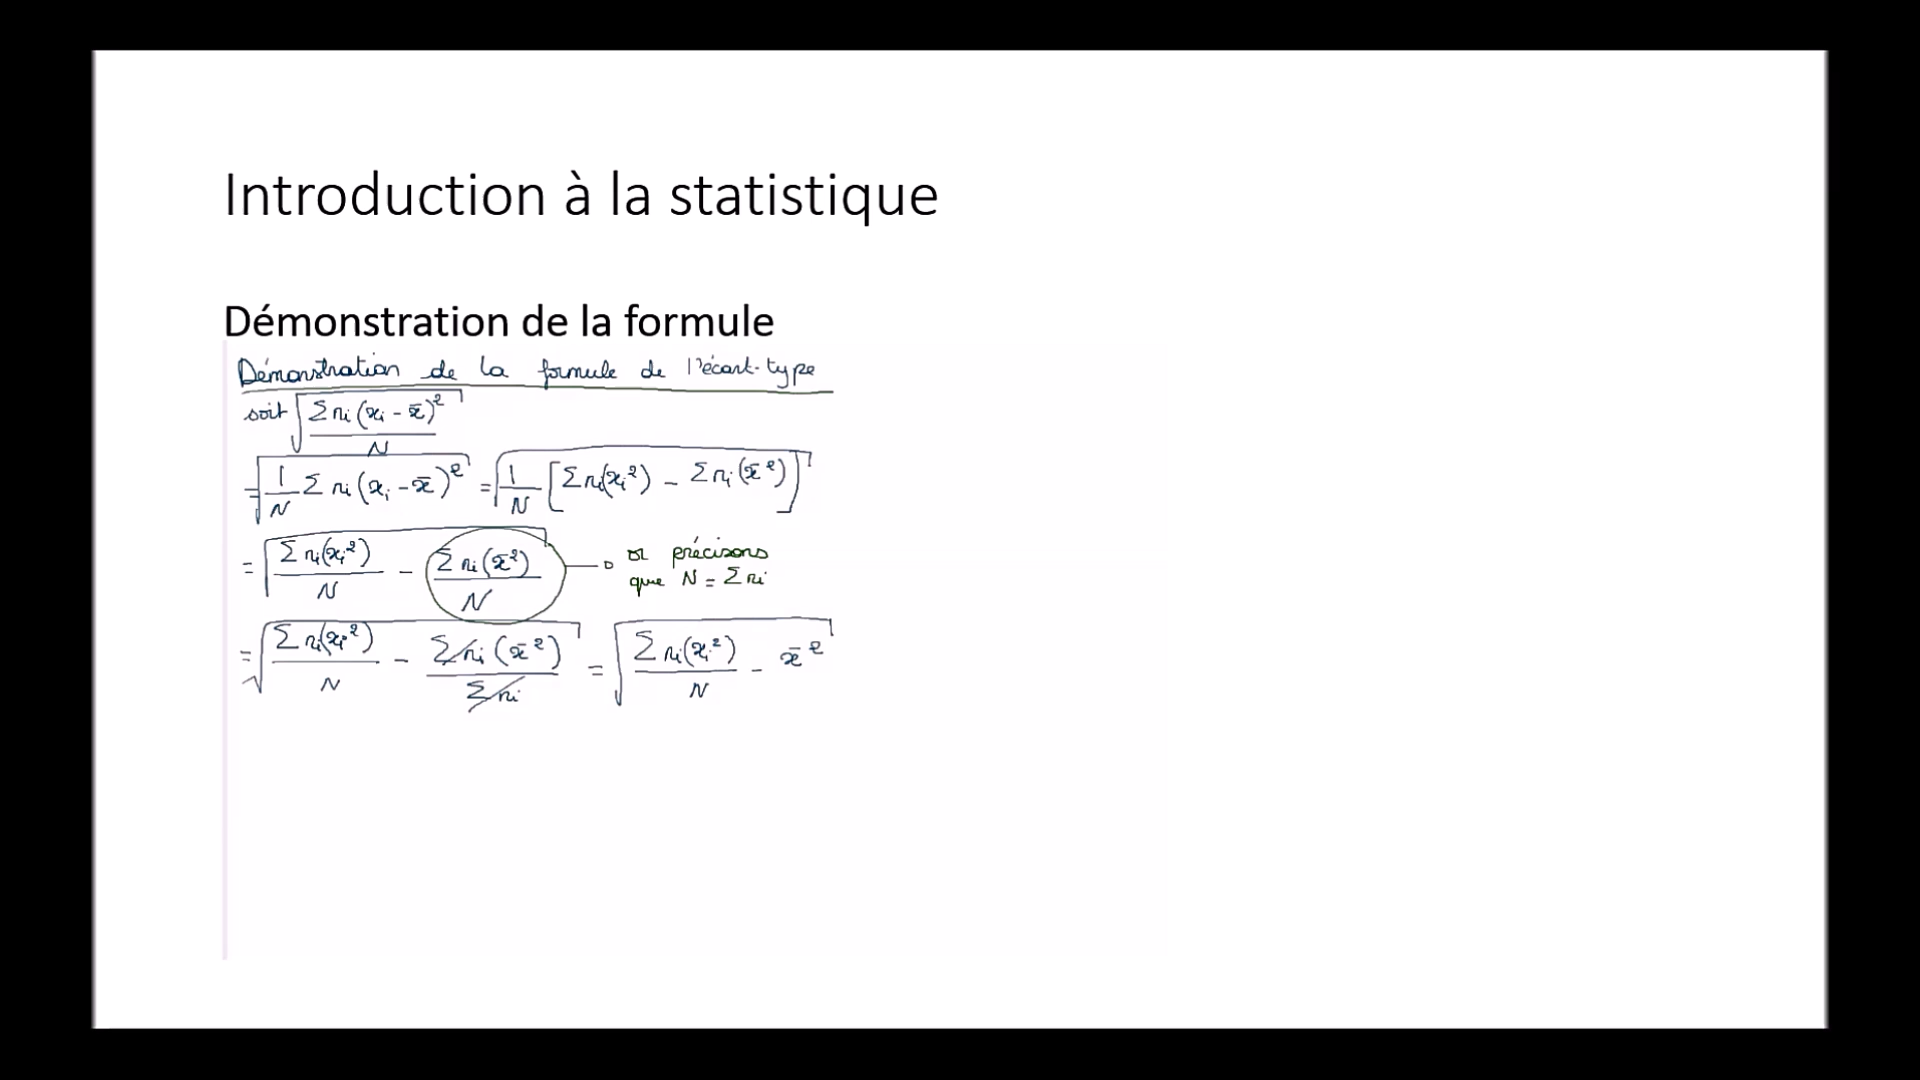 Introduction à la statistique
Démonstration de la formule
Démonstration de la formule de l'écart-type
soit √(Σ ni (xi - x̄)² / N)
= √(1/N Σ ni (xi - x̄)²) = √(1/N [Σ ni(xi²) - Σ ni (x̄²)])
= √(Σ ni(xi²) / N - Σ ni (x̄²) / N) → or précisons
que N = Σ ni
= √(Σ ni(xi²) / N - Σ ni (x̄²) / Σ ni) = √(Σ ni(xi²) / N - x̄²)